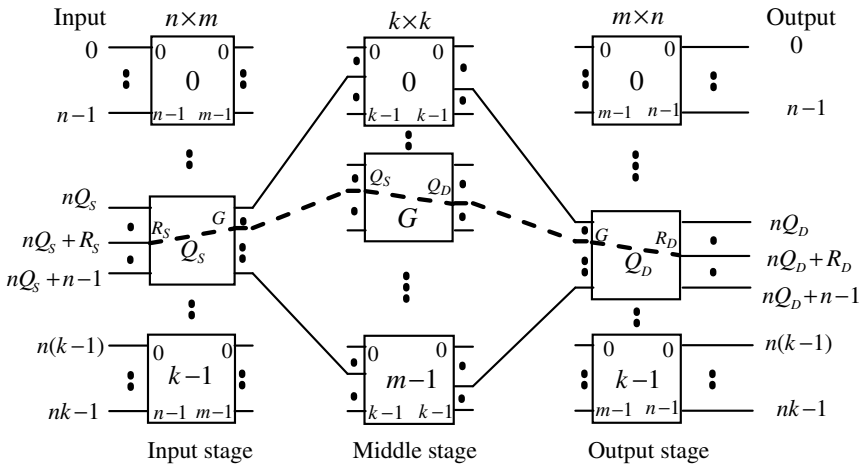 Input n×m k×k m×n Output
0 0 0 0 0 0
0 0 0
n−1 n−1 m−1 k−1 k−1 m−1 n−1 n−1
nQ_S Q_S Q_D
R_S G G nQ_D
nQ_S + R_S Q_S G R_D nQ_D + R_D
nQ_S + n−1 Q_D nQ_D + n−1
n(k−1) 0 0 0 0 0 0 n(k−1)
k−1 m−1 k−1
nk−1 n−1 m−1 k−1 k−1 m−1 n−1 nk−1
Input stage Middle stage Output stage